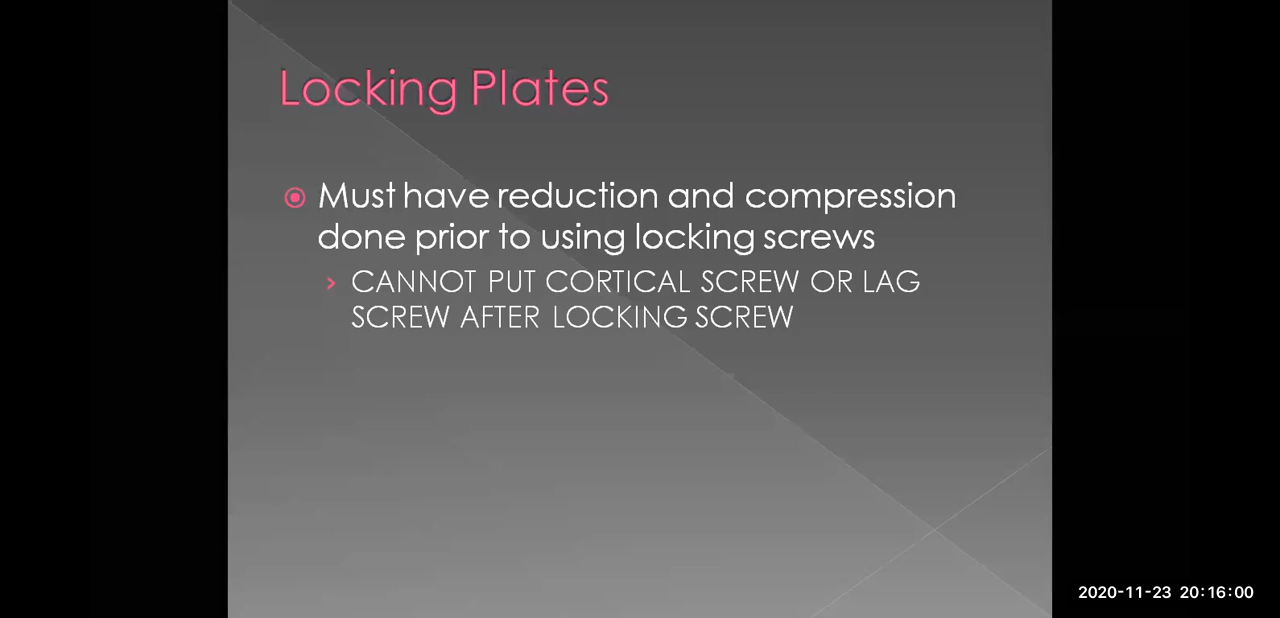 Locking Plates
Must have reduction and compression
done prior to using locking screws
CANNOT PUT CORTICAL SCREW OR LAG
SCREW AFTER LOCKING SCREW
2020-11-23 20:16:00